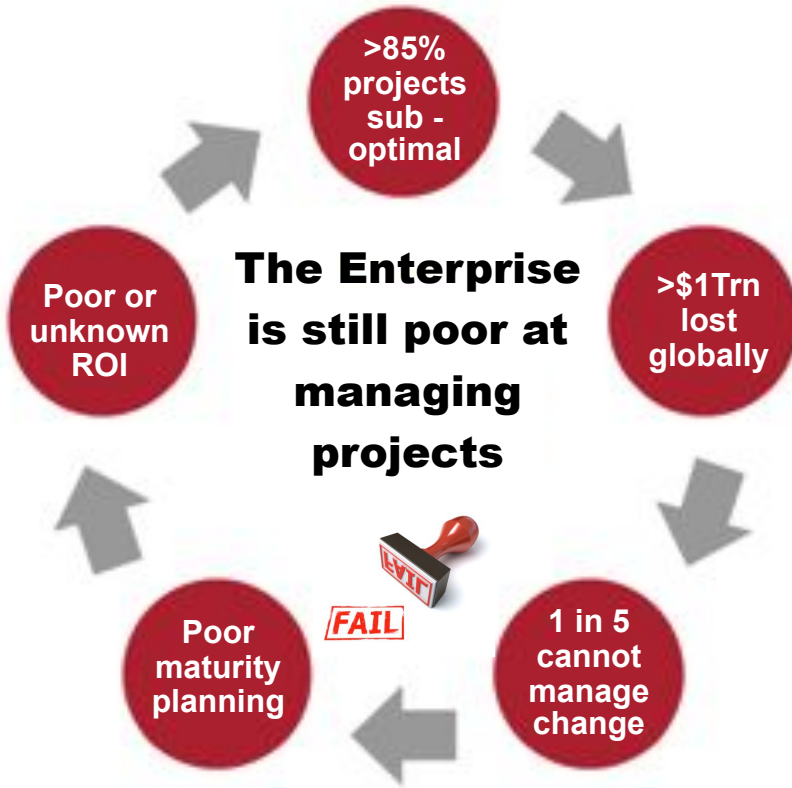 >85%
projects
sub -
optimal
The Enterprise
is still poor at
managing
projects
>$1Trn
lost
globally
1 in 5
cannot
manage
change
Poor
maturity
planning
Poor or
unknown
ROI
FAIL
FAIL